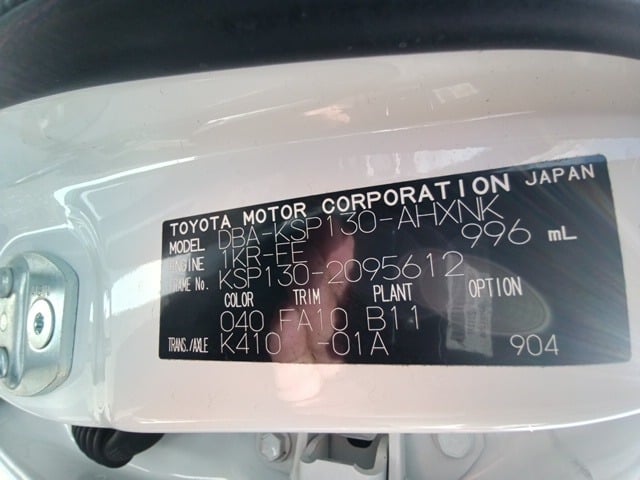 TOYOTA MOTOR CORPORATION JAPAN
MODEL DBA-KSP130-AHXNK
ENGINE 1KR-FE 996 mL
FRAME No. KSP130-2095612
COLOR TRIM PLANT OPTION
040 FA10 B11
TRANS./AXLE K410 -01A 904